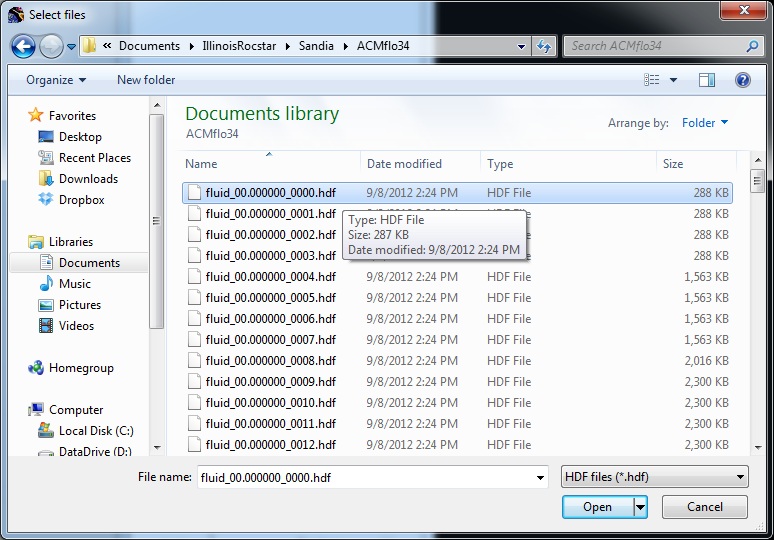 Select files
« Documents IllinoisRocstar Sandia ACMflo34 Search ACMflo34
Organize New folder
Favorites
Desktop
Recent Places
Downloads
Dropbox
Libraries
Documents
Music
Pictures
Videos
Homegroup
Computer
Local Disk (C:)
DataDrive (D:)
Documents library
ACMflo34
Arrange by: Folder
Name Date modified Type Size
fluid_00.000000_0000.hdf 9/8/2012 2:24 PM HDF File 288 KB
fluid_00.000000_0001.hdf 288 KB
fluid_00.000000_0002.hdf 288 KB
fluid_00.000000_0003.hdf 288 KB
Type: HDF File
Size: 287 KB
Date modified: 9/8/2012 2:24 PM
fluid_00.000000_0004.hdf 9/8/2012 2:24 PM HDF File 1,563 KB
fluid_00.000000_0005.hdf 9/8/2012 2:24 PM HDF File 1,563 KB
fluid_00.000000_0006.hdf 9/8/2012 2:24 PM HDF File 1,563 KB
fluid_00.000000_0007.hdf 9/8/2012 2:24 PM HDF File 1,563 KB
fluid_00.000000_0008.hdf 9/8/2012 2:24 PM HDF File 2,016 KB
fluid_00.000000_0009.hdf 9/8/2012 2:24 PM HDF File 2,300 KB
fluid_00.000000_0010.hdf 9/8/2012 2:24 PM HDF File 2,300 KB
fluid_00.000000_0011.hdf 9/8/2012 2:24 PM HDF File 2,300 KB
fluid_00.000000_0012.hdf 9/8/2012 2:24 PM HDF File 2,300 KB
File name: fluid_00.000000_0000.hdf HDF files (*.hdf)
Open Cancel